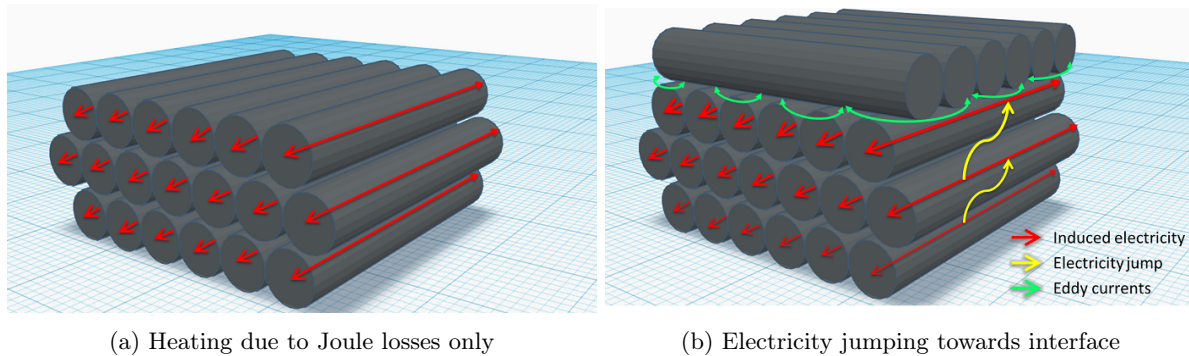 Induced electricity
Electricity jump
Eddy currents
(a) Heating due to Joule losses only
(b) Electricity jumping towards interface